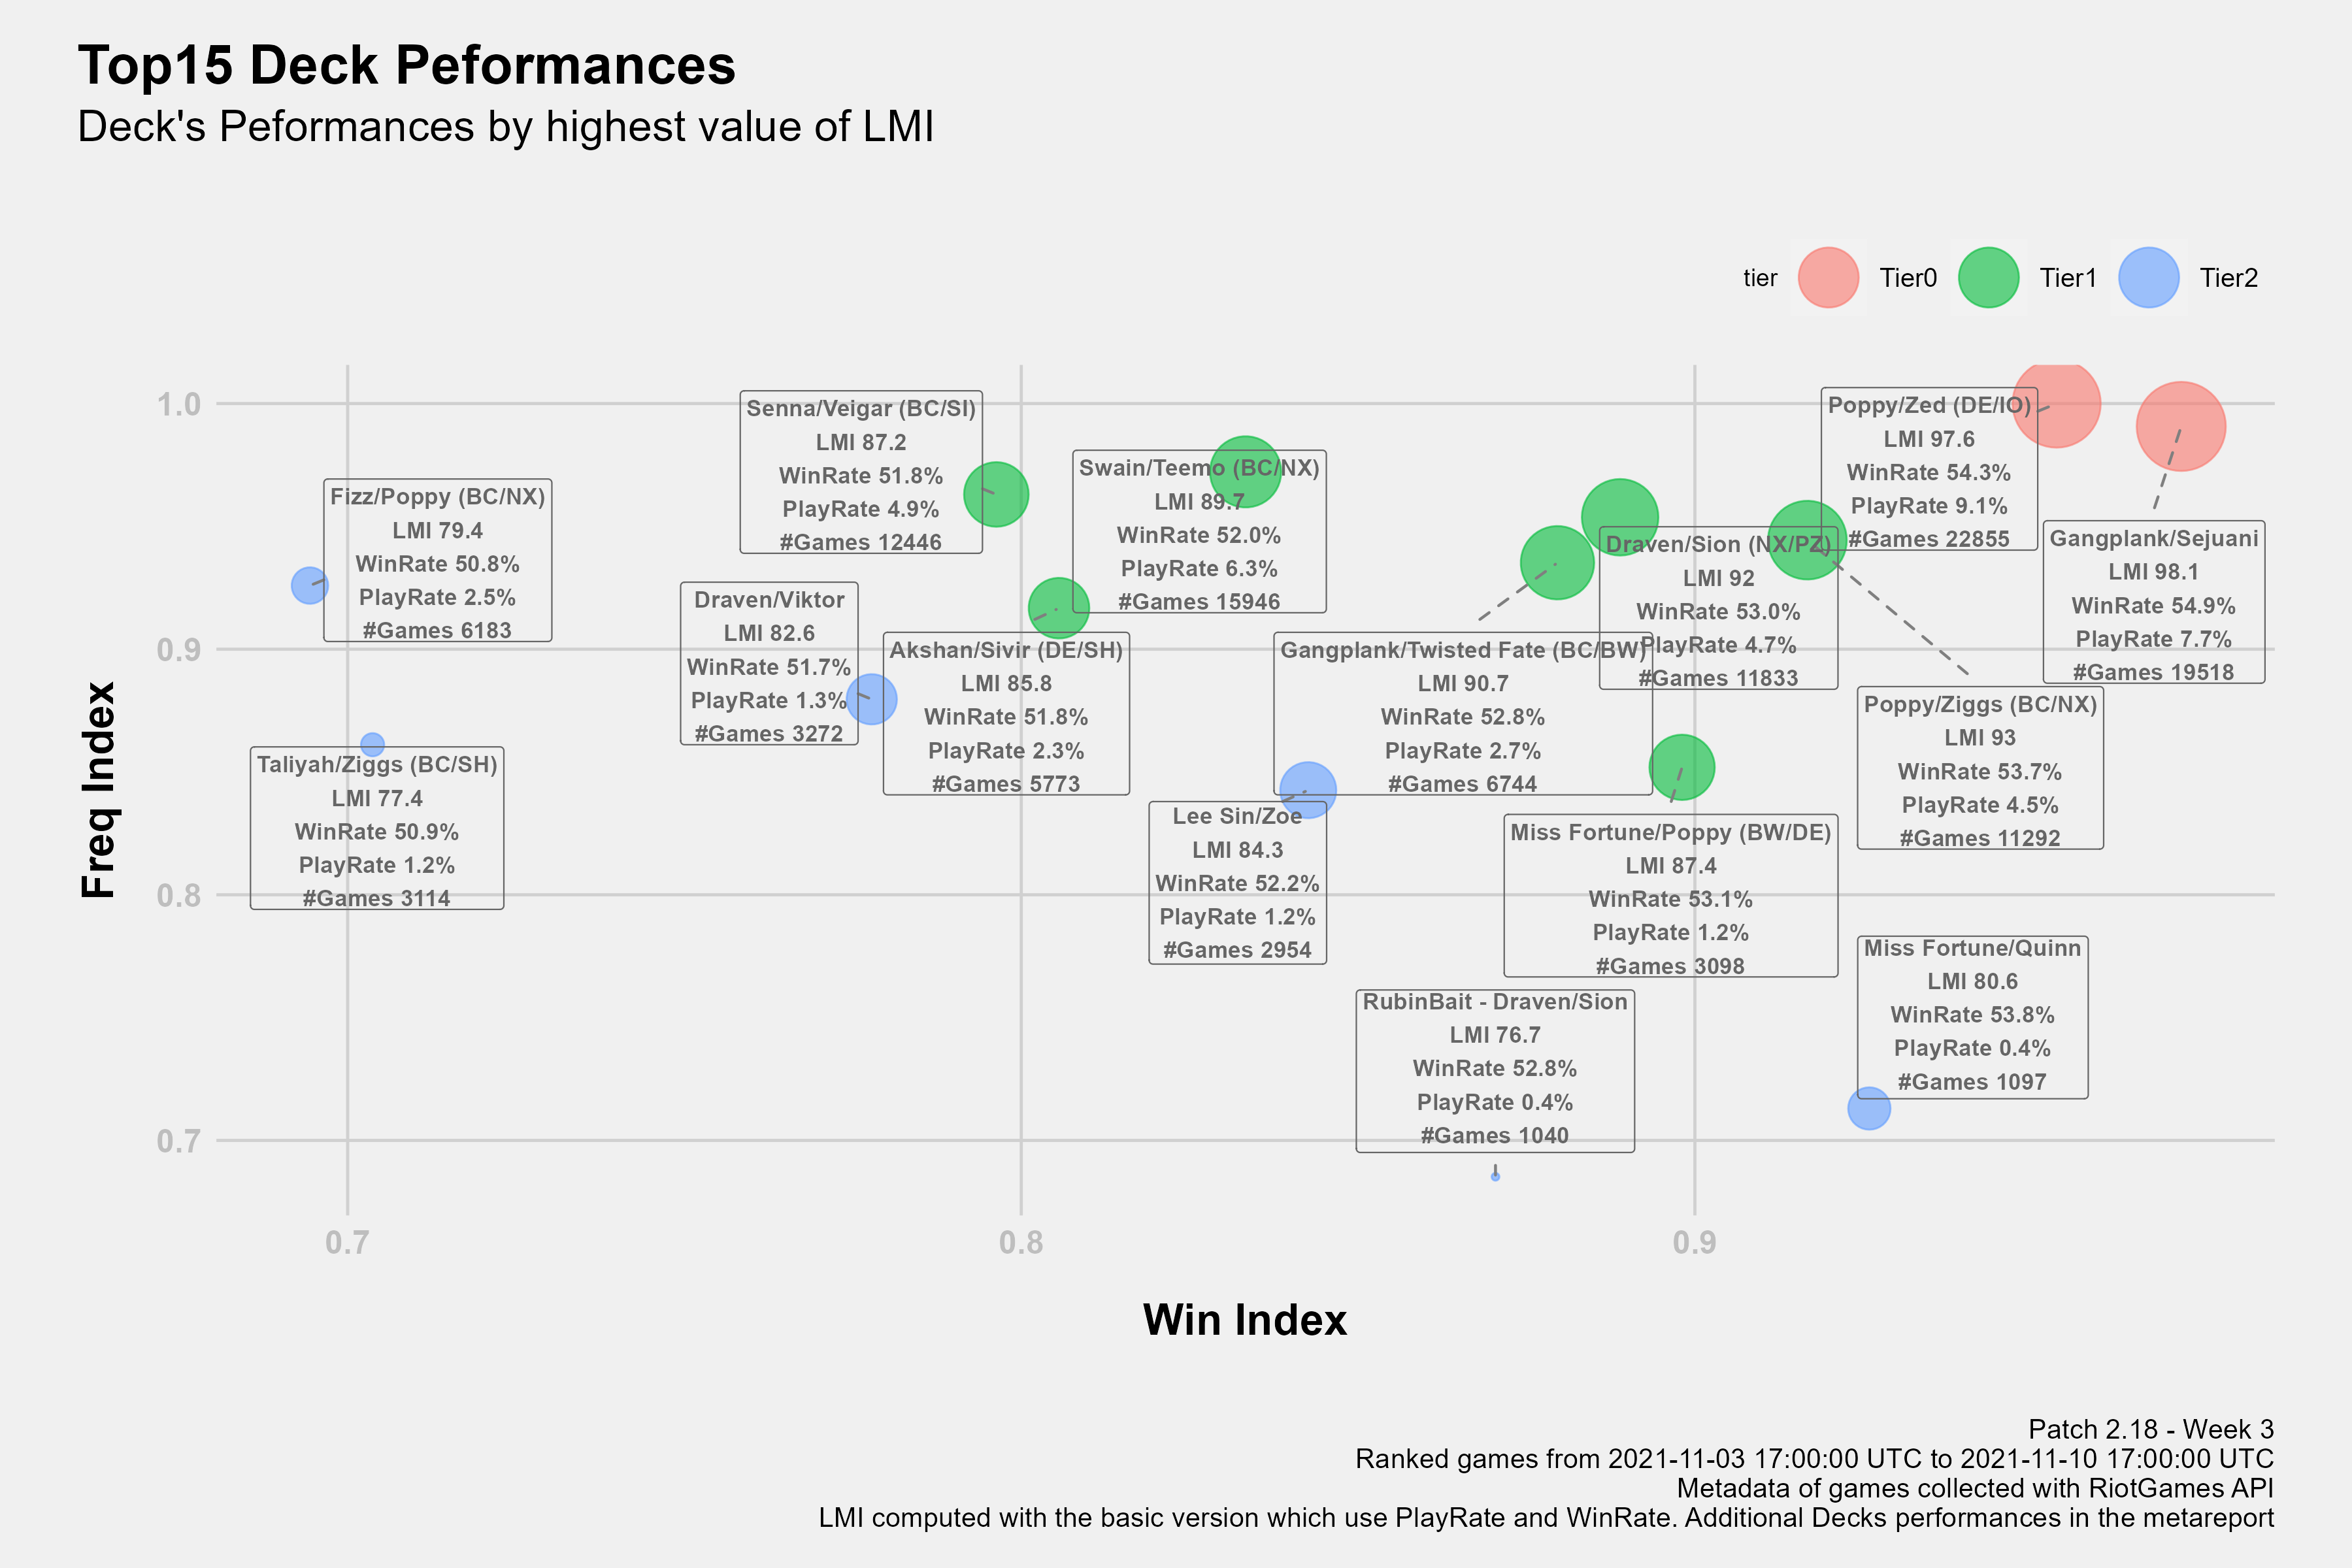 Top15 Deck Peformances
Deck's Peformances by highest value of LMI
tier
Tier0
Tier1
Tier2
1.0
0.9
0.8
0.7
Freq Index
Senna/Veigar (BC/SI)
LMI 87.2
WinRate 51.8%
PlayRate 4.9%
#Games 12446
Poppy/Zed (DE/IO)
LMI 97.6
WinRate 54.3%
PlayRate 9.1%
#Games 22855
Swain/Teemo (BC/NX)
LMI 89.7
WinRate 52.0%
PlayRate 6.3%
#Games 15946
Fizz/Poppy (BC/NX)
LMI 79.4
WinRate 50.8%
PlayRate 2.5%
#Games 6183
Draven/Sion (NX/PZ)
LMI 92
WinRate 53.0%
PlayRate 4.7%
#Games 11833
Gangplank/Sejuani
LMI 98.1
WinRate 54.9%
PlayRate 7.7%
#Games 19518
Draven/Viktor
LMI 82.6
WinRate 51.7%
PlayRate 1.3%
#Games 3272
Akshan/Sivir (DE/SH)
LMI 85.8
WinRate 51.8%
PlayRate 2.3%
#Games 5773
Gangplank/Twisted Fate (BC/BW)
LMI 90.7
WinRate 52.8%
PlayRate 2.7%
#Games 6744
Poppy/Ziggs (BC/NX)
LMI 93
WinRate 53.7%
PlayRate 4.5%
#Games 11292
Taliyah/Ziggs (BC/SH)
LMI 77.4
WinRate 50.9%
PlayRate 1.2%
#Games 3114
Lee Sin/Zoe
LMI 84.3
WinRate 52.2%
PlayRate 1.2%
#Games 2954
Miss Fortune/Poppy (BW/DE)
LMI 87.4
WinRate 53.1%
PlayRate 1.2%
#Games 3098
Miss Fortune/Quinn
LMI 80.6
WinRate 53.8%
PlayRate 0.4%
#Games 1097
RubinBait - Draven/Sion
LMI 76.7
WinRate 52.8%
PlayRate 0.4%
#Games 1040
0.7
0.8
0.9
Win Index
Patch 2.18 - Week 3
Ranked games from 2021-11-03 17:00:00 UTC to 2021-11-10 17:00:00 UTC
Metadata of games collected with RiotGames API
LMI computed with the basic version which use PlayRate and WinRate. Additional Decks performances in the metareport